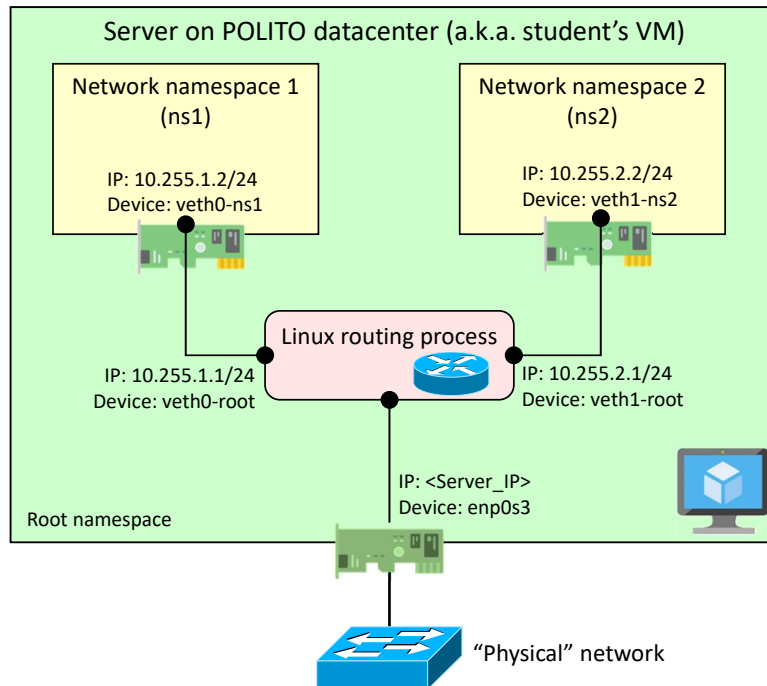 Server on POLITO datacenter (a.k.a. student’s VM)
Network namespace 1
(ns1)
IP: 10.255.1.2/24
Device: veth0-ns1
Network namespace 2
(ns2)
IP: 10.255.2.2/24
Device: veth1-ns2
Linux routing process
IP: 10.255.1.1/24
Device: veth0-root
IP: 10.255.2.1/24
Device: veth1-root
IP: <Server_IP>
Device: enp0s3
Root namespace
“Physical” network